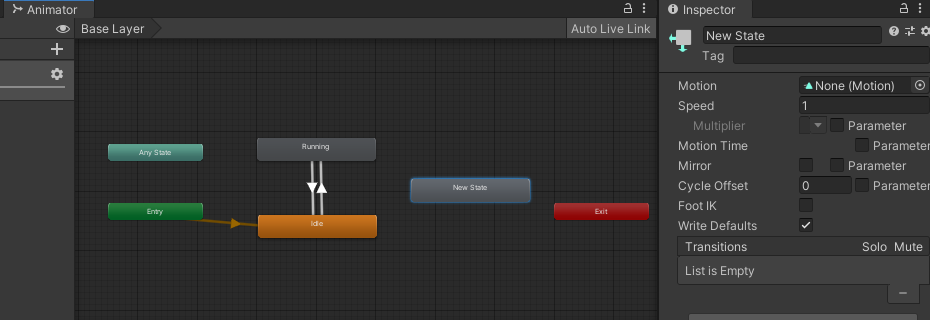 Animator
Inspector
Base Layer
Auto Live Link
New State
Tag
Motion
None (Motion)
Speed
1
Multiplier
Parameter
Motion Time
Parameter
Mirror
Parameter
Cycle Offset
0
Parameter
Foot IK
Write Defaults
Transitions
Solo
Mute
List is Empty
Any State
Running
New State
Entry
Idle
Exit